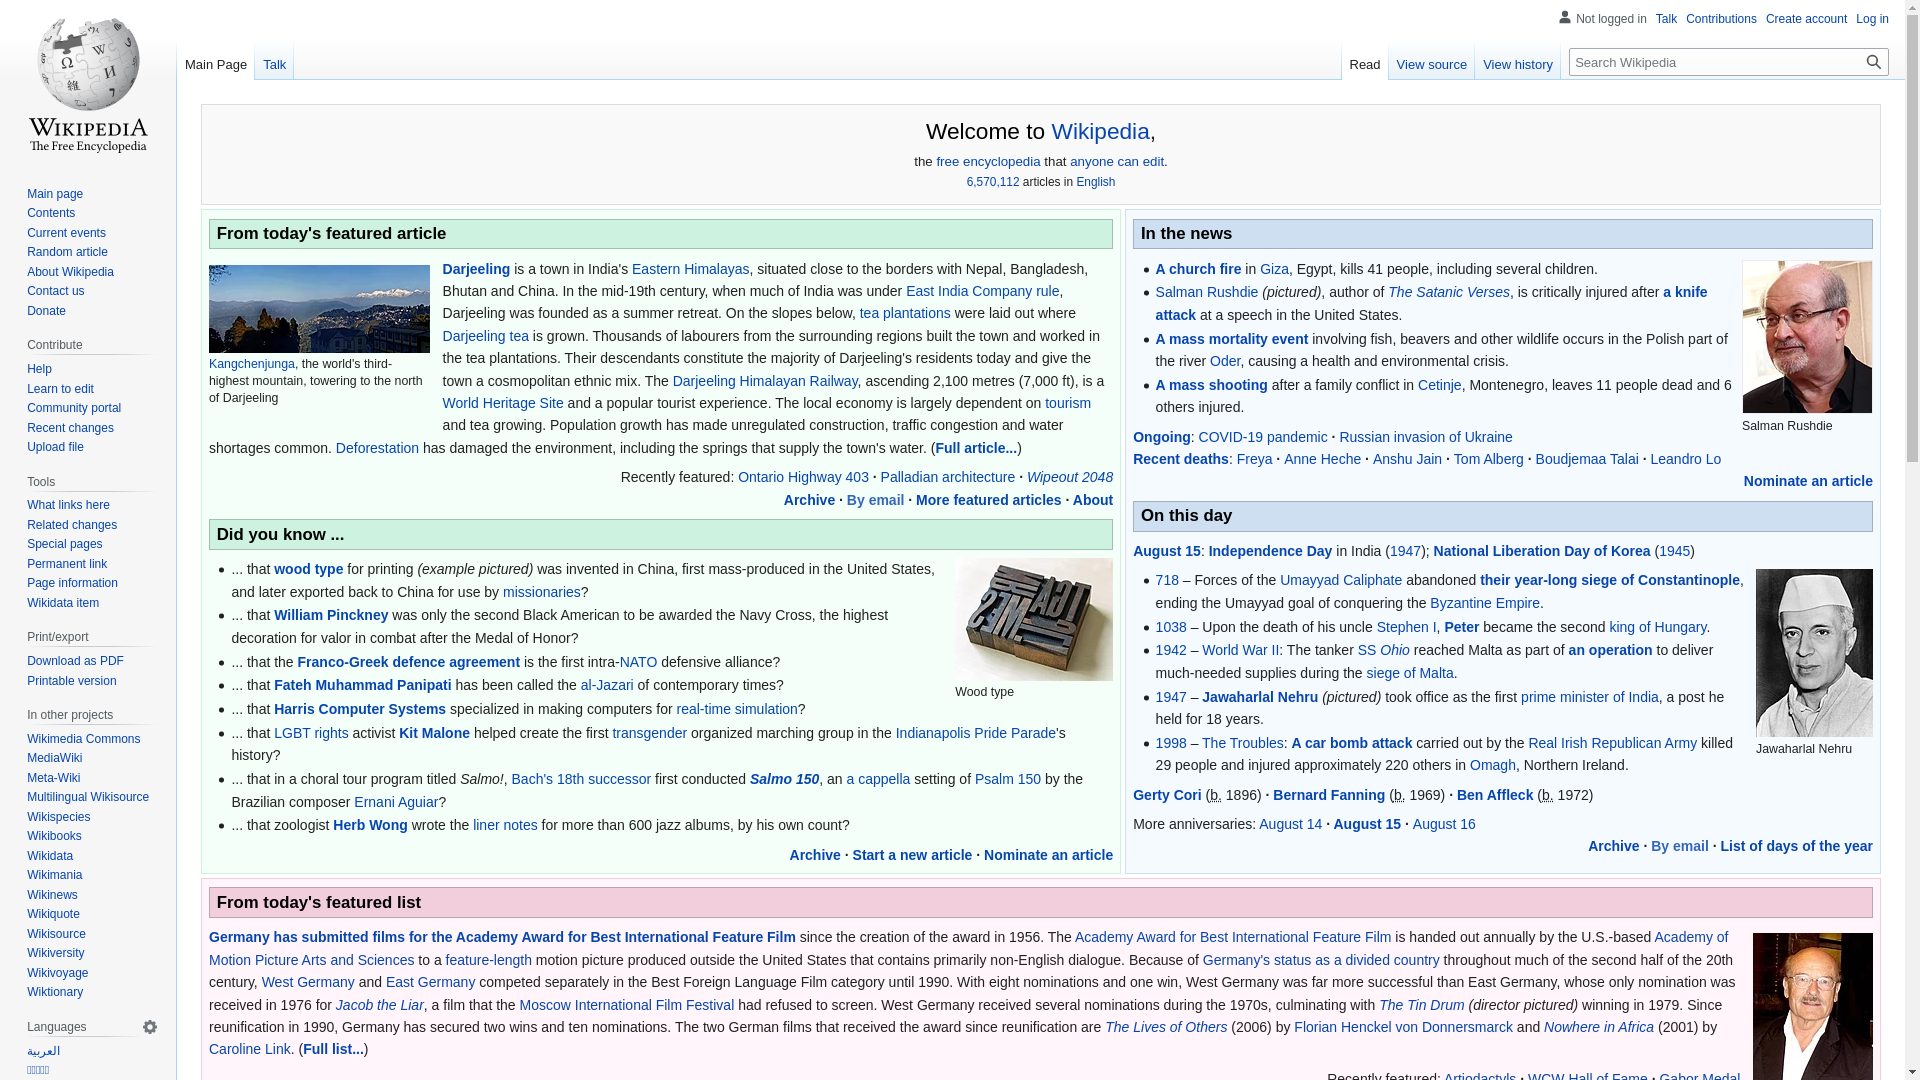 Not logged in Talk Contributions Create account Log in
Main Page Talk
Read View source View history Search Wikipedia
WIKIPEDIA
The Free Encyclopedia
Main page
Contents
Current events
Random article
About Wikipedia
Contact us
Donate
Contribute
Help
Learn to edit
Community portal
Recent changes
Upload file
Tools
What links here
Related changes
Special pages
Permanent link
Page information
Wikidata item
Print/export
Download as PDF
Printable version
In other projects
Wikimedia Commons
MediaWiki
Meta-Wiki
Multilingual Wikisource
Wikispecies
Wikibooks
Wikidata
Wikimania
Wikinews
Wikiquote
Wikisource
Wikiversity
Wikivoyage
Wiktionary
Languages
العربية
Welcome to Wikipedia,
the free encyclopedia that anyone can edit.
6,570,112 articles in English
From today's featured article
Kangchenjunga, the world's third-
highest mountain, towering to the north
of Darjeeling
Darjeeling is a town in India's Eastern Himalayas, situated close to the borders with Nepal, Bangladesh,
Bhutan and China. In the mid-19th century, when much of India was under East India Company rule,
Darjeeling was founded as a summer retreat. On the slopes below, tea plantations were laid out where
Darjeeling tea is grown. Thousands of labourers from the surrounding regions built the town and worked in
the tea plantations. Their descendants constitute the majority of Darjeeling's residents today and give the
town a cosmopolitan ethnic mix. The Darjeeling Himalayan Railway, ascending 2,100 metres (7,000 ft), is a
World Heritage Site and a popular tourist experience. The local economy is largely dependent on tourism
and tea growing. Population growth has made unregulated construction, traffic congestion and water
shortages common. Deforestation has damaged the environment, including the springs that supply the town's water. (Full article...)
Recently featured: Ontario Highway 403 · Palladian architecture · Wipeout 2048
Archive · By email · More featured articles · About
Did you know ...
... that wood type for printing (example pictured) was invented in China, first mass-produced in the United States,
and later exported back to China for use by missionaries?
... that William Pinckney was only the second Black American to be awarded the Navy Cross, the highest
decoration for valor in combat after the Medal of Honor?
... that the Franco-Greek defence agreement is the first intra-NATO defensive alliance?
... that Fateh Muhammad Panipati has been called the al-Jazari of contemporary times?
... that Harris Computer Systems specialized in making computers for real-time simulation?
... that LGBT rights activist Kit Malone helped create the first transgender organized marching group in the Indianapolis Pride Parade's
history?
... that in a choral tour program titled Salmo!, Bach's 18th successor first conducted Salmo 150, an a cappella setting of Psalm 150 by the
Brazilian composer Ernani Aguiar?
... that zoologist Herb Wong wrote the liner notes for more than 600 jazz albums, by his own count?
Wood type
Archive · Start a new article · Nominate an article
In the news
A church fire in Giza, Egypt, kills 41 people, including several children.
Salman Rushdie (pictured), author of The Satanic Verses, is critically injured after a knife
attack at a speech in the United States.
A mass mortality event involving fish, beavers and other wildlife occurs in the Polish part of
the river Oder, causing a health and environmental crisis.
A mass shooting after a family conflict in Cetinje, Montenegro, leaves 11 people dead and 6
others injured.
Salman Rushdie
Ongoing: COVID-19 pandemic · Russian invasion of Ukraine
Recent deaths: Freya · Anne Heche · Anshu Jain · Tom Alberg · Boudjemaa Talai · Leandro Lo
Nominate an article
On this day
August 15: Independence Day in India (1947); National Liberation Day of Korea (1945)
718 – Forces of the Umayyad Caliphate abandoned their year-long siege of Constantinople,
ending the Umayyad goal of conquering the Byzantine Empire.
1038 – Upon the death of his uncle Stephen I, Peter became the second king of Hungary.
1942 – World War II: The tanker SS Ohio reached Malta as part of an operation to deliver
much-needed supplies during the siege of Malta.
1947 – Jawaharlal Nehru (pictured) took office as the first prime minister of India, a post he
held for 18 years.
1998 – The Troubles: A car bomb attack carried out by the Real Irish Republican Army killed
29 people and injured approximately 220 others in Omagh, Northern Ireland.
Jawaharlal Nehru
Gerty Cori (b. 1896) · Bernard Fanning (b. 1969) · Ben Affleck (b. 1972)
More anniversaries: August 14 · August 15 · August 16
Archive · By email · List of days of the year
From today's featured list
Germany has submitted films for the Academy Award for Best International Feature Film since the creation of the award in 1956. The Academy Award for Best International Feature Film is handed out annually by the U.S.-based Academy of
Motion Picture Arts and Sciences to a feature-length motion picture produced outside the United States that contains primarily non-English dialogue. Because of Germany's status as a divided country throughout much of the second half of the 20th
century, West Germany and East Germany competed separately in the Best Foreign Language Film category until 1990. With eight nominations and one win, West Germany was far more successful than East Germany, whose only nomination was
received in 1976 for Jacob the Liar, a film that the Moscow International Film Festival had refused to screen. West Germany received several nominations during the 1970s, culminating with The Tin Drum (director pictured) winning in 1979. Since
reunification in 1990, Germany has secured two wins and ten nominations. The two German films that received the award since reunification are The Lives of Others (2006) by Florian Henckel von Donnersmarck and Nowhere in Africa (2001) by
Caroline Link. (Full list...)
Recently featured: Artiodactyls · WCW Hall of Fame · Gabor Medal